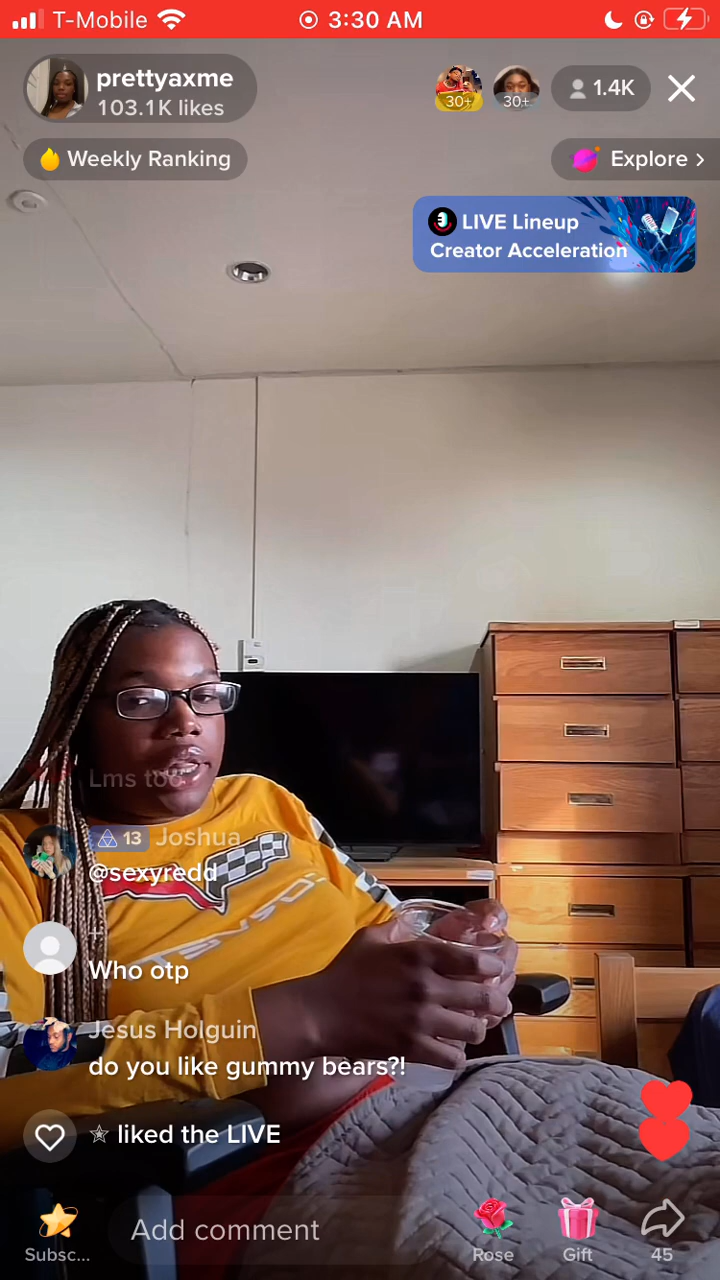 T-Mobile
3:30 AM
prettyaxme
103.1K likes
30+
30+
1.4K
Weekly Ranking
Explore >
LIVE Lineup
Creator Acceleration
Lms too
13 Joshua
@sexyredd
+
Who otp
Jesus Holguin
do you like gummy bears?!
liked the LIVE
Subsc...
Add comment
Rose
Gift
45